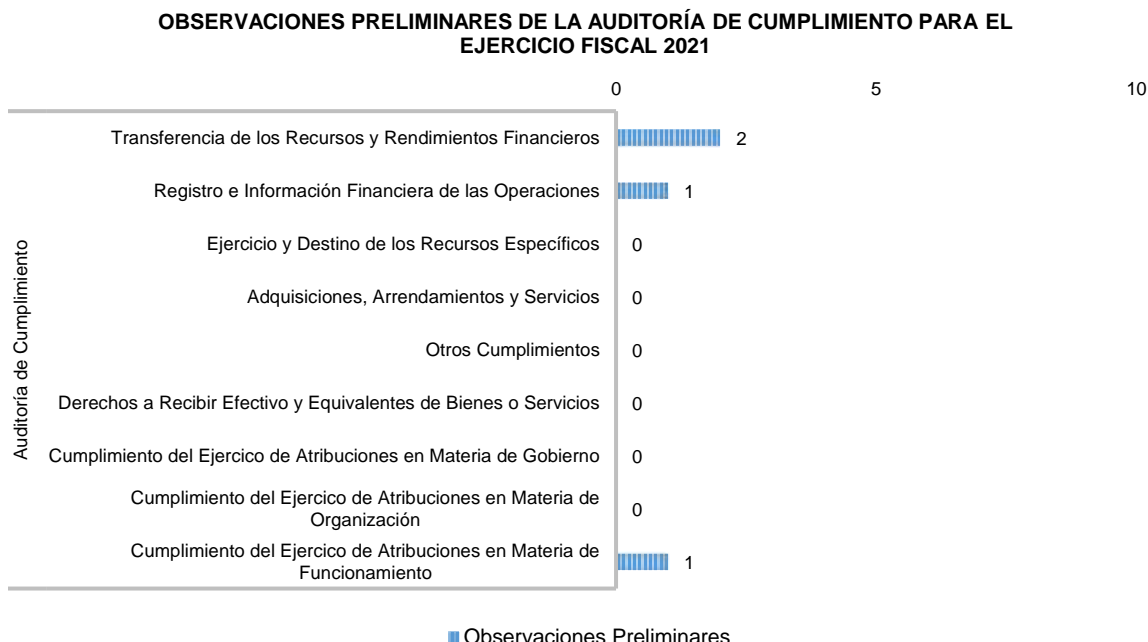 OBSERVACIONES PRELIMINARES DE LA AUDITORÍA DE CUMPLIMIENTO PARA EL
EJERCICIO FISCAL 2021
0 5 10
Auditoría de Cumplimiento
Transferencia de los Recursos y Rendimientos Financieros 2
Registro e Información Financiera de las Operaciones 1
Ejercicio y Destino de los Recursos Específicos 0
Adquisiciones, Arrendamientos y Servicios 0
Otros Cumplimientos 0
Derechos a Recibir Efectivo y Equivalentes de Bienes o Servicios 0
Cumplimiento del Ejercico de Atribuciones en Materia de Gobierno 0
Cumplimiento del Ejercico de Atribuciones en Materia de
Organización 0
Cumplimiento del Ejercico de Atribuciones en Materia de
Funcionamiento 1
Observaciones Preliminares